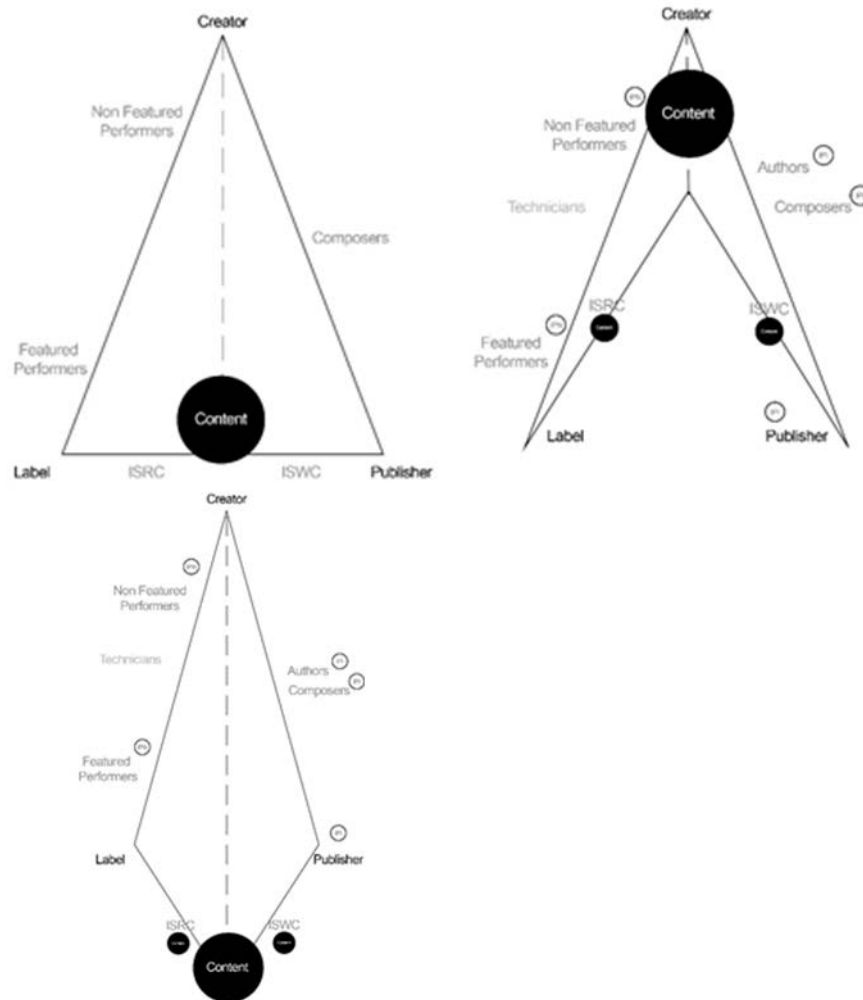 Creator
Non Featured
Performers
Composers
Featured
Performers
Content
Label
ISRC
ISWC
Publisher
Creator
Content
Non Featured
Performers
Authors
Technicians
Composers
ISRC
ISWC
Featured
Performers
Label
Publisher
Creator
Non Featured
Performers
Technicians
Authors
Composers
Featured
Performers
Label
Publisher
ISRC
ISWC
Content